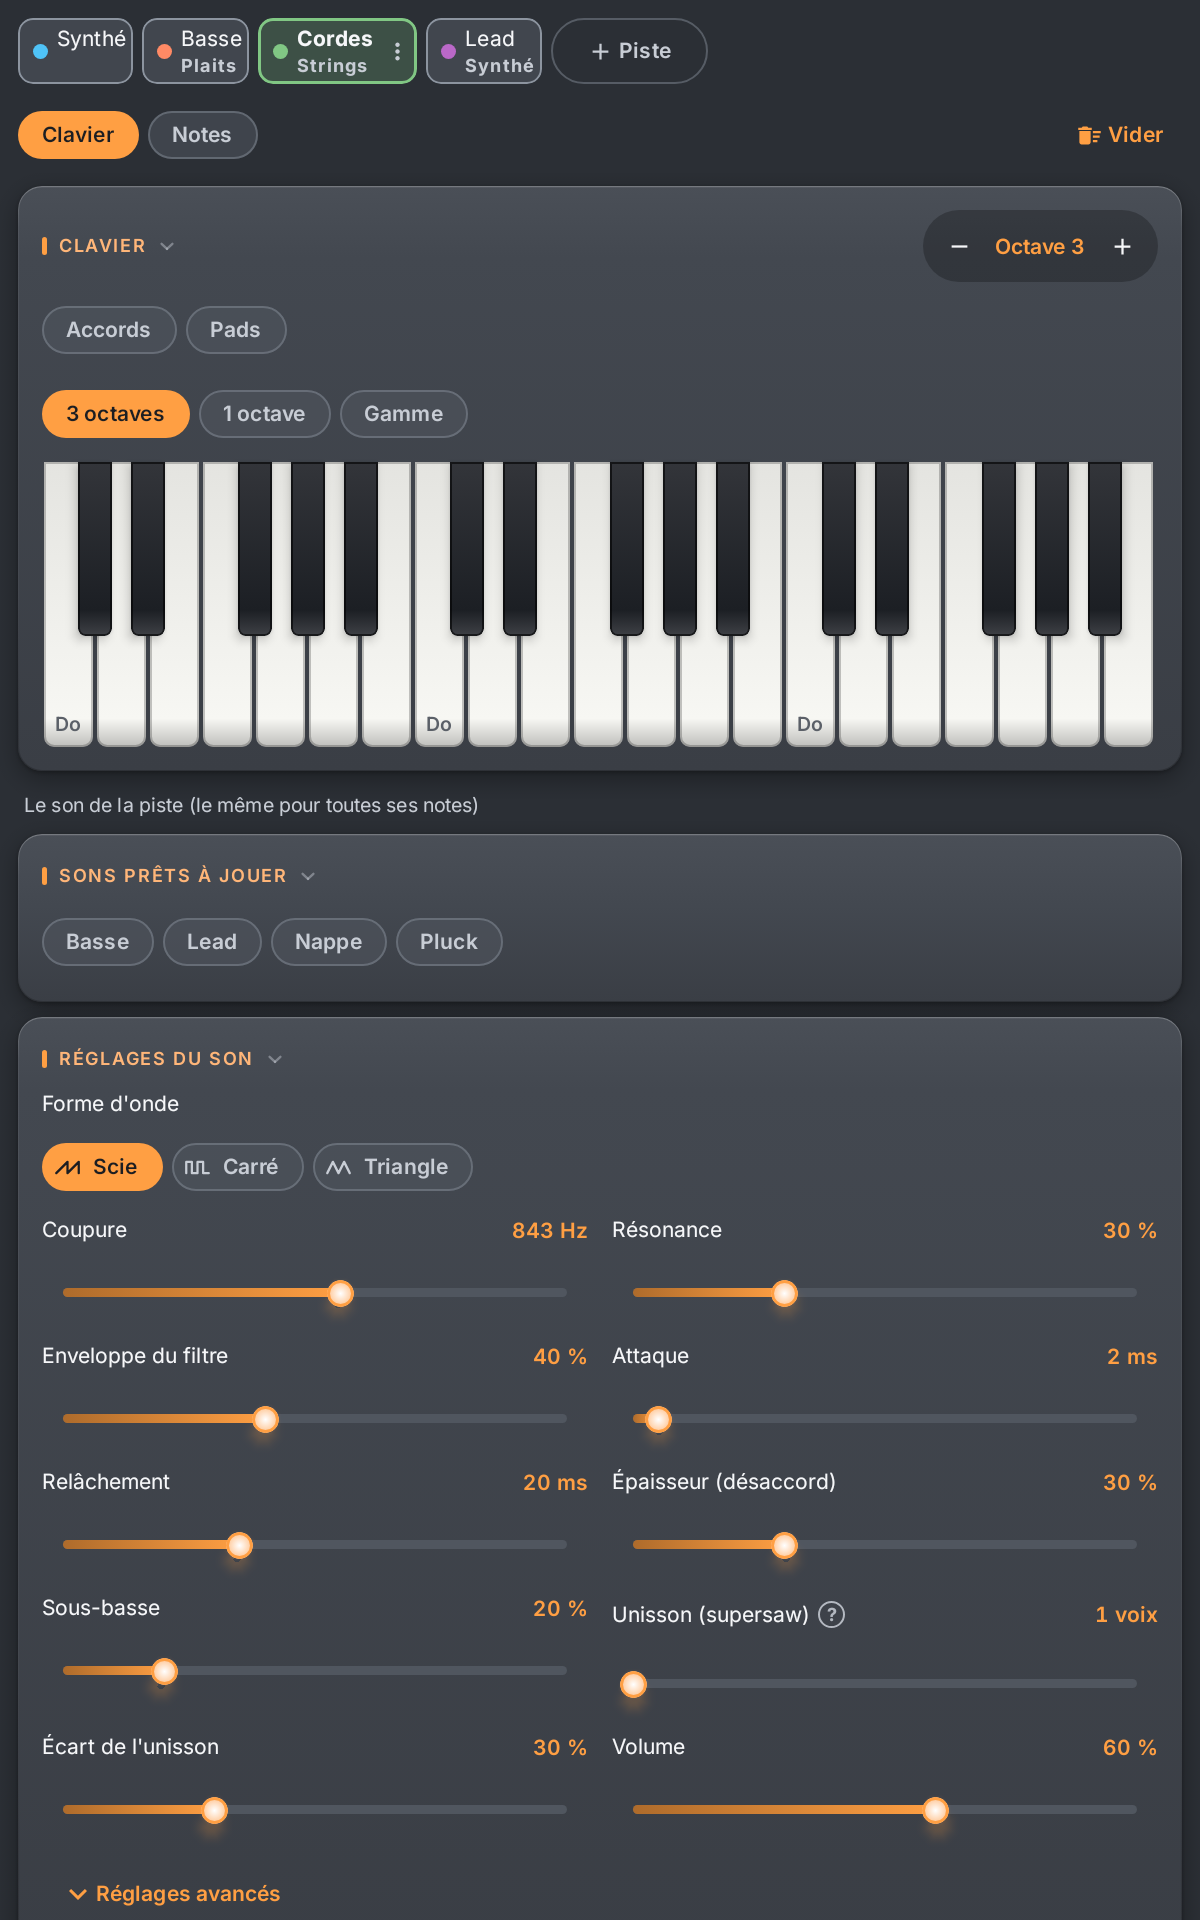 Synthé
Basse
Plaits
Cordes
Strings
Lead
Synthé
+ Piste
Clavier
Notes
Vider
CLAVIER
− Octave 3 +
Accords
Pads
3 octaves
1 octave
Gamme
Do
Do
Do
Le son de la piste (le même pour toutes ses notes)
SONS PRÊTS À JOUER
Basse
Lead
Nappe
Pluck
RÉGLAGES DU SON
Forme d'onde
Scie
Carré
Triangle
Coupure
843 Hz
Résonance
30 %
Enveloppe du filtre
40 %
Attaque
2 ms
Relâchement
20 ms
Épaisseur (désaccord)
30 %
Sous-basse
20 %
Unisson (supersaw) ?
1 voix
Écart de l'unisson
30 %
Volume
60 %
Réglages avancés